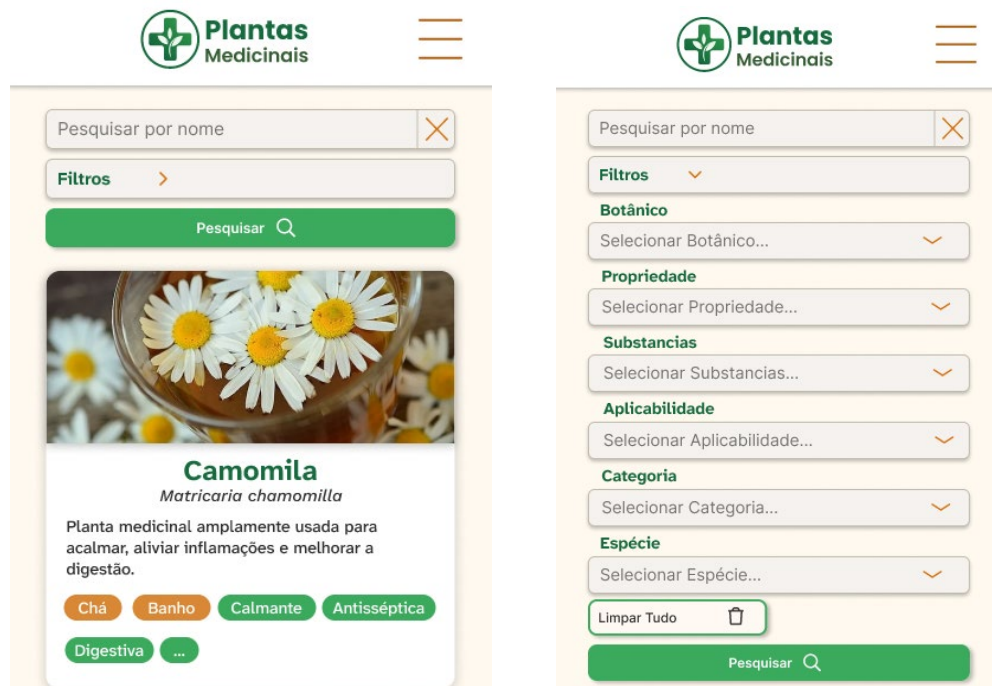 Plantas
Medicinais
Pesquisar por nome
Filtros
Pesquisar
Camomila
Matricaria chamomilla
Planta medicinal amplamente usada para
acalmar, aliviar inflamações e melhorar a
digestão.
Chá Banho Calmante Antisséptica
Digestiva ...
Plantas
Medicinais
Pesquisar por nome
Filtros
Botânico
Selecionar Botânico...
Propriedade
Selecionar Propriedade...
Substancias
Selecionar Substancias...
Aplicabilidade
Selecionar Aplicabilidade...
Categoria
Selecionar Categoria...
Espécie
Selecionar Espécie...
Limpar Tudo
Pesquisar